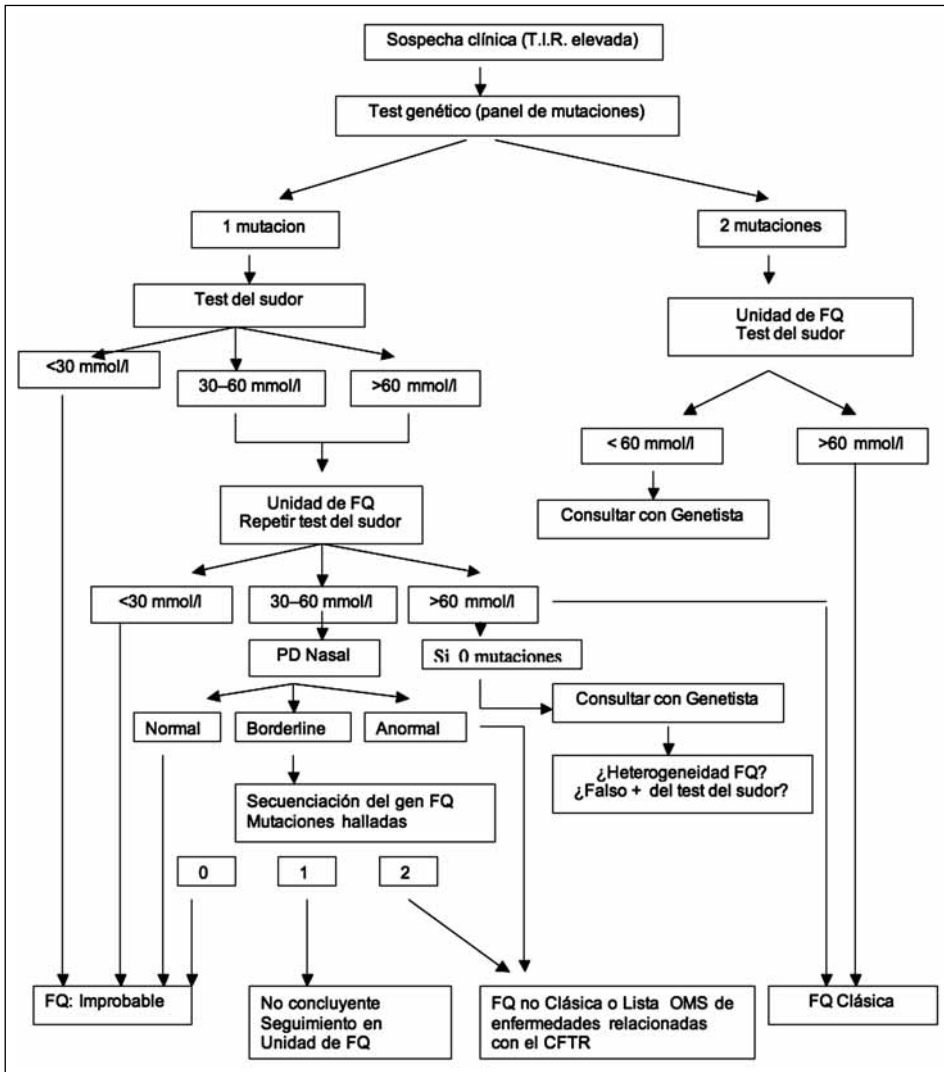 Sospecha clínica (T.I.R. elevada)
Test genético (panel de mutaciones)
1 mutacion
2 mutaciones
Test del sudor
Unidad de FQ
Test del sudor
<30 mmol/l
30–60 mmol/l
>60 mmol/l
< 60 mmol/l
>60 mmol/l
Unidad de FQ
Repetir test del sudor
Consultar con Genetista
<30 mmol/l
30–60 mmol/l
>60 mmol/l
PD Nasal
Si 0 mutaciones
Consultar con Genetista
Normal
Borderline
Anormal
¿Heterogeneidad FQ?
¿Falso + del test del sudor?
Secuenciación del gen FQ
Mutaciones halladas
0
1
2
FQ: Improbable
No concluyente
Seguimiento en
Unidad de FQ
FQ no Clásica o Lista OMS de
enfermedades relacionadas
con el CFTR
FQ Clásica